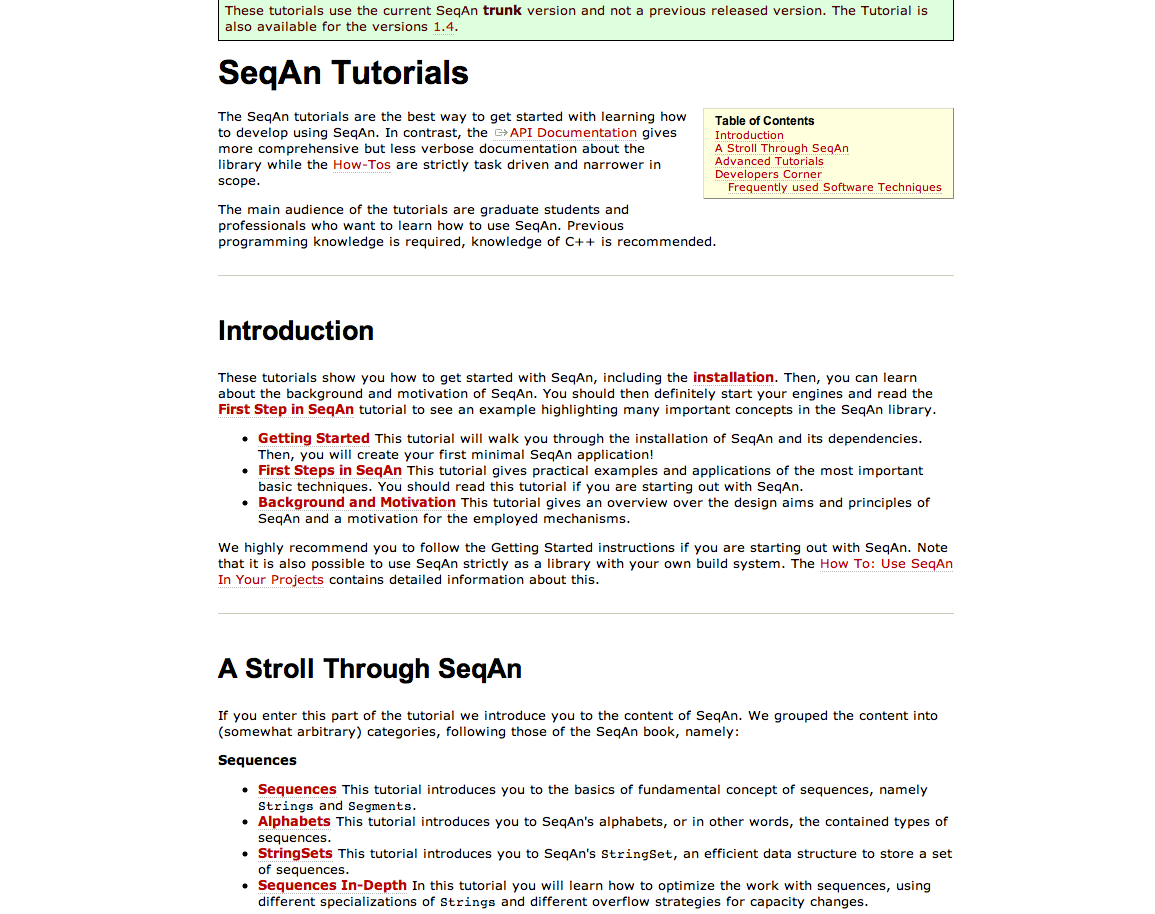 These tutorials use the current SeqAn trunk version and not a previous released version. The Tutorial is
also available for the versions 1.4.
SeqAn Tutorials
The SeqAn tutorials are the best way to get started with learning how
to develop using SeqAn. In contrast, the API Documentation gives
more comprehensive but less verbose documentation about the
library while the How-Tos are strictly task driven and narrower in
scope.
Table of Contents
Introduction
A Stroll Through SeqAn
Advanced Tutorials
Developers Corner
Frequently used Software Techniques
The main audience of the tutorials are graduate students and
professionals who want to learn how to use SeqAn. Previous
programming knowledge is required, knowledge of C++ is recommended.
Introduction
These tutorials show you how to get started with SeqAn, including the installation. Then, you can learn
about the background and motivation of SeqAn. You should then definitely start your engines and read the
First Step in SeqAn tutorial to see an example highlighting many important concepts in the SeqAn library.
• Getting Started This tutorial will walk you through the installation of SeqAn and its dependencies.
Then, you will create your first minimal SeqAn application!
• First Steps in SeqAn This tutorial gives practical examples and applications of the most important
basic techniques. You should read this tutorial if you are starting out with SeqAn.
• Background and Motivation This tutorial gives an overview over the design aims and principles of
SeqAn and a motivation for the employed mechanisms.
We highly recommend you to follow the Getting Started instructions if you are starting out with SeqAn. Note
that it is also possible to use SeqAn strictly as a library with your own build system. The How To: Use SeqAn
In Your Projects contains detailed information about this.
A Stroll Through SeqAn
If you enter this part of the tutorial we introduce you to the content of SeqAn. We grouped the content into
(somewhat arbitrary) categories, following those of the SeqAn book, namely:
Sequences
• Sequences This tutorial introduces you to the basics of fundamental concept of sequences, namely
Strings and Segments.
• Alphabets This tutorial introduces you to SeqAn's alphabets, or in other words, the contained types of
sequences.
• StringSets This tutorial introduces you to SeqAn's StringSet, an efficient data structure to store a set
of sequences.
• Sequences In-Depth In this tutorial you will learn how to optimize the work with sequences, using
different specializations of Strings and different overflow strategies for capacity changes.